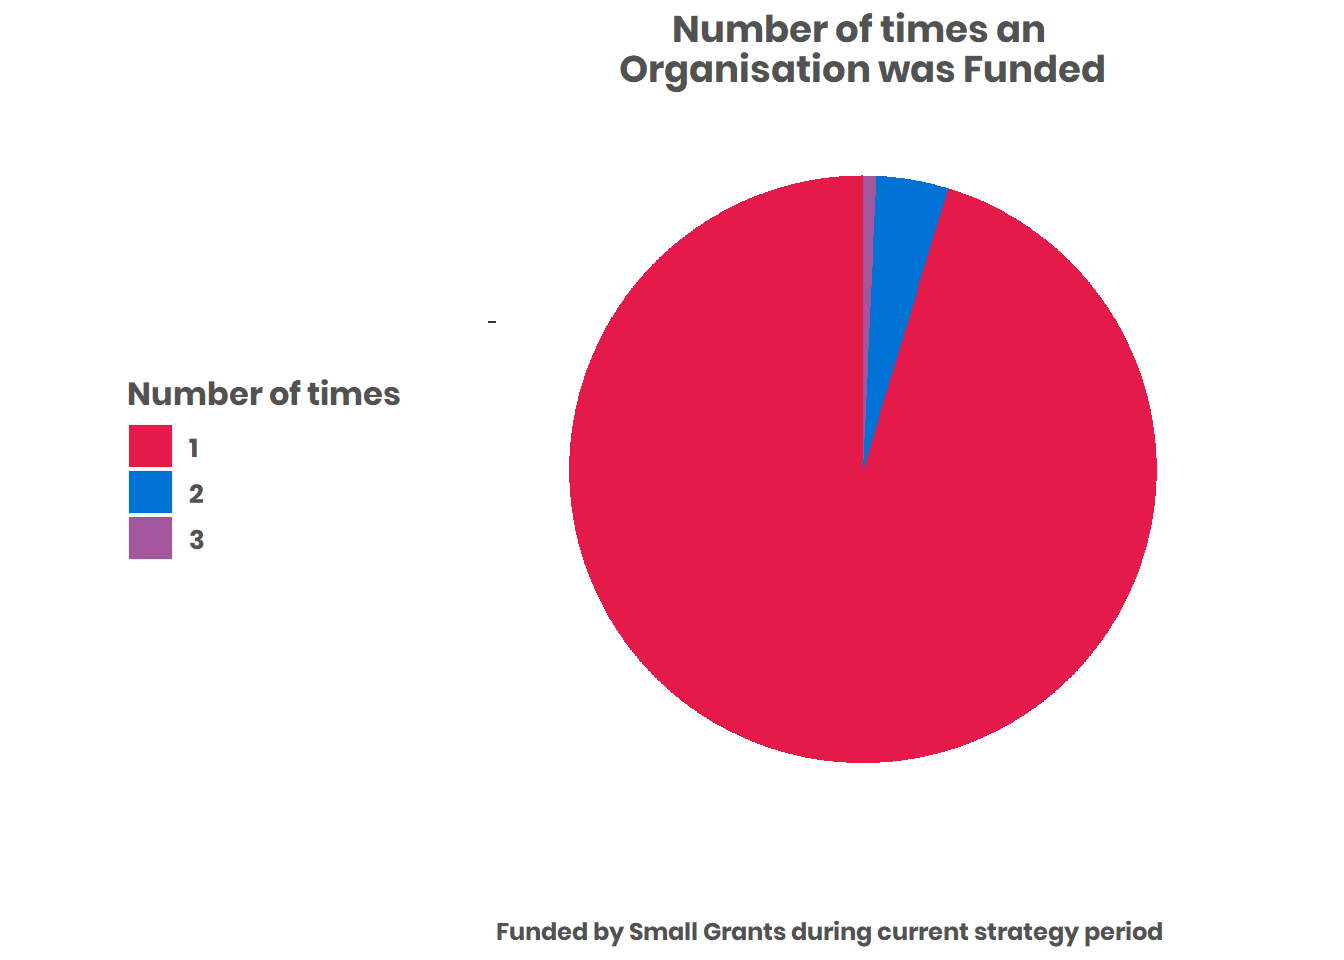 Number of times an
Organisation was Funded
Number of times
1
2
3
Funded by Small Grants during current strategy period